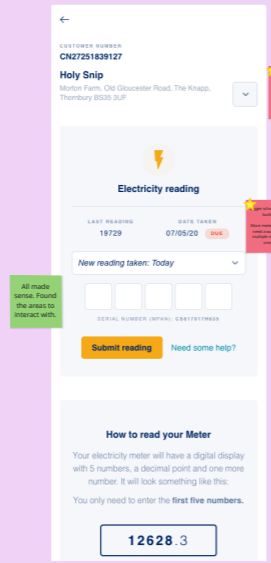 CUSTOMER NUMBER
CN27251839127
Holy Snip
Morton Farm, Old Gloucester Road, The Knapp,
Thornbury BS35 3UF
Electricity reading
LAST READING
19729
DATE TAKEN
07/05/20 DUE
New reading taken: Today
SERIAL NUMBER (MPAN):
Submit reading
Need some help?
All made
sense. Found
the areas to
interact with.
How to read your Meter
Your electricity meter will have a digital display
with 5 numbers, a decimal point and one more
number. It will look something like this:
You only need to enter the first five numbers.
12628.3